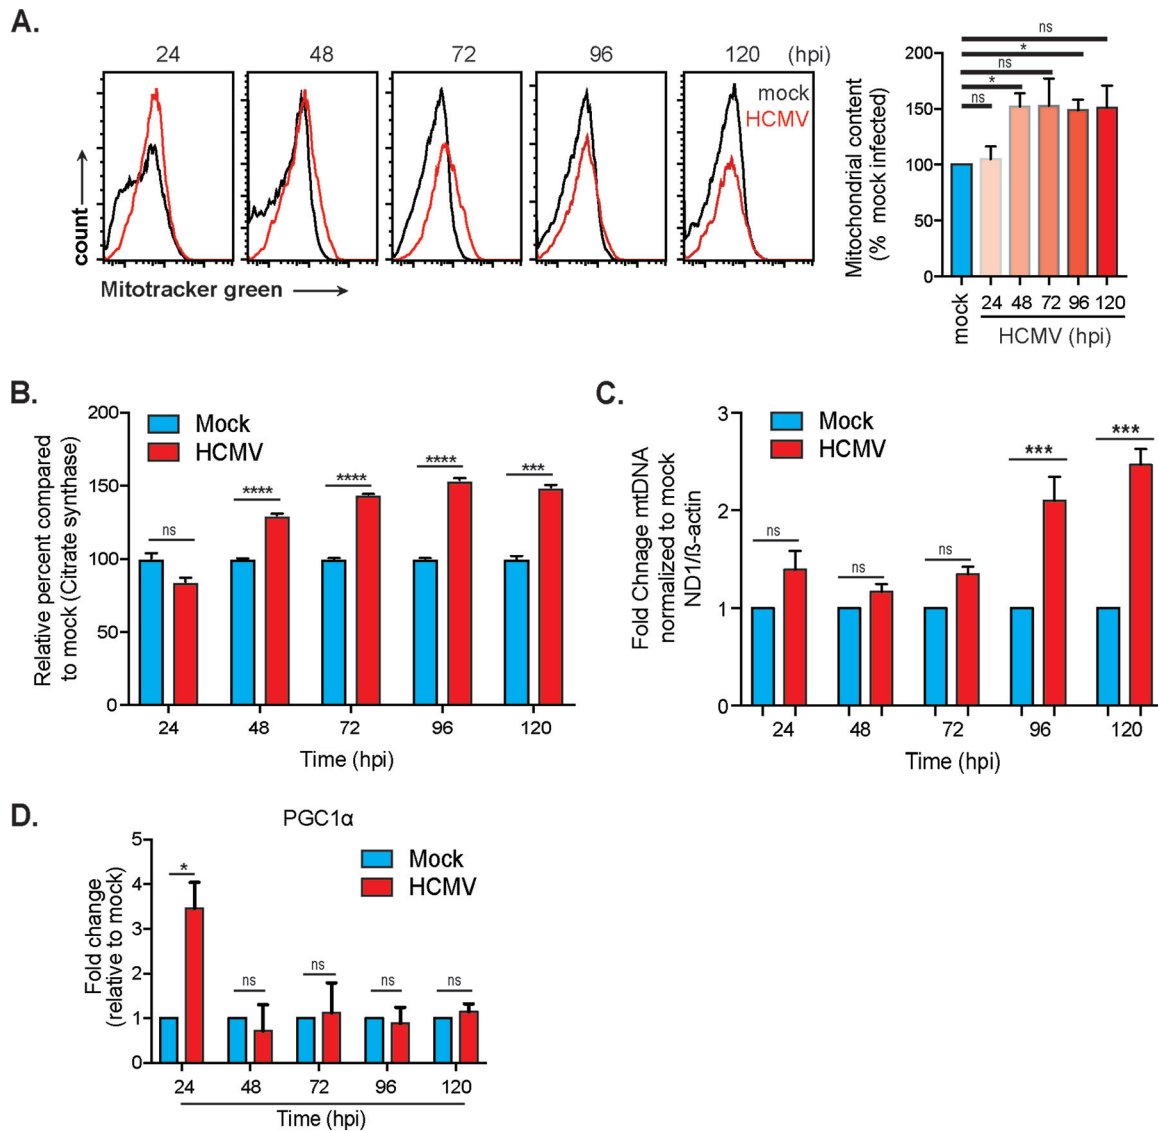 A.
24 48 72 96 120 (hpi)
mock
HCMV
count
Mitotracker green
Mitochondrial content
(% mock infected)
200
150
100
50
0
ns
*
ns
*
ns
mock 24 48 72 96 120
HCMV (hpi)
B.
Mock
HCMV
Relative percent compared
to mock (Citrate synthase)
200
150
100
50
0
ns **** **** **** ***
24 48 72 96 120
Time (hpi)
C.
Mock
HCMV
Fold Chnage mtDNA
normalized to mock
ND1/ß-actin
3
2
1
0
ns ns ns *** ***
24 48 72 96 120
Time (hpi)
D.
PGC1α
Mock
HCMV
Fold change
(relative to mock)
5
4
3
2
1
0
* ns ns ns ns
24 48 72 96 120
Time (hpi)